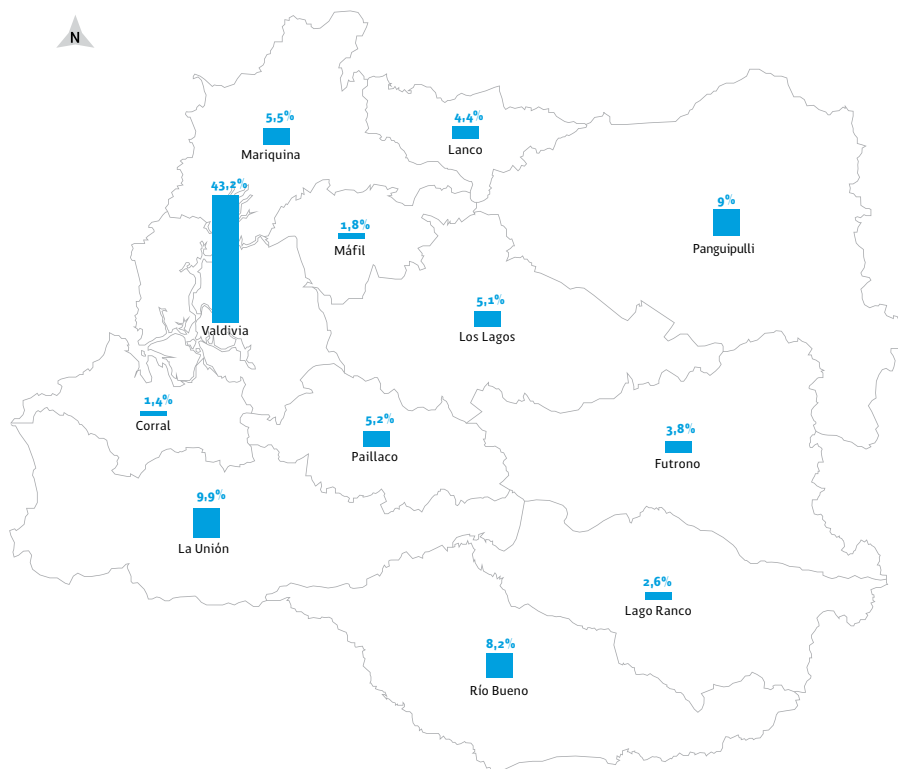 N
5,5%
Mariquina
4,4%
Lanco
43,2%
Valdivia
1,8%
Máfil
9%
Panguipulli
5,1%
Los Lagos
1,4%
Corral
5,2%
Paillaco
3,8%
Futrono
9,9%
La Unión
2,6%
Lago Ranco
8,2%
Río Bueno